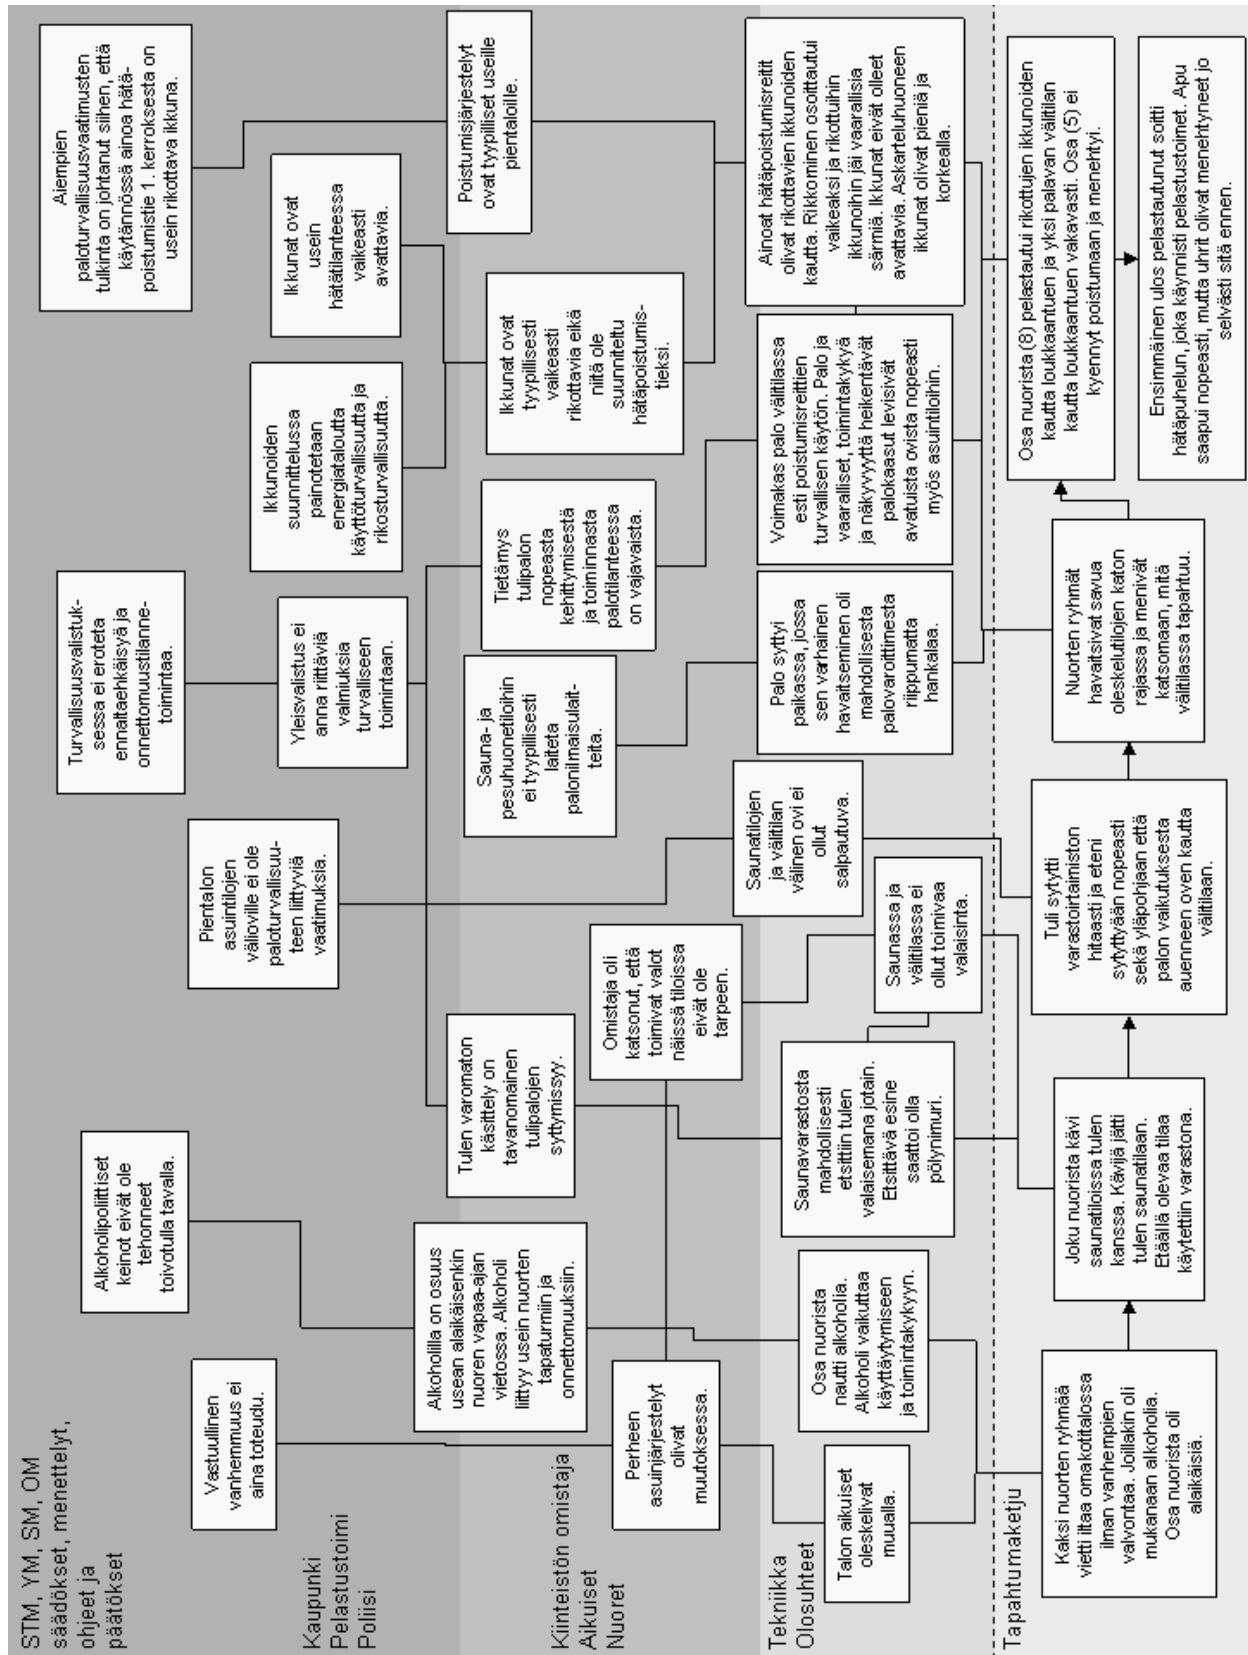 STM, YM, SM, OM
säädökset, menettelyt,
ohjeet ja
päätökset
Vastuullinen
vanhemmuus ei
aina toteudu.
Alkoholipoliittiset
keinot eivät ole
tehonneet
toivotulla tavalla.
Pientalon
asuintilojen
välioville ei ole
paloturvallisuu-
teen liittyviä
vaatimuksia.
Turvallisuusvalistuk-
sessa ei eroteta
ennaltaehkäisyä ja
onnettomuustilanne-
toimintaa.
Yleisvalistus ei
anna riittäviä
valmiuksia
turvalliseen
toimintaan.
Ikkunoiden
suunnittelussa
painotetaan
energiataloutta
käyttöturvallisuutta ja
rikosturvallisuutta.
Ikkunat ovat
usein
hätätilanteessa
vaikeasti
avattavia.
Aiempien
paloturvallisuusvaatimusten
tulkinta on johtanut siihen, että
käytännössä ainoa hätä-
poistumistie 1. kerroksesta on
usein rikottava ikkuna.
Kaupunki
Pelastustoimi
Poliisi
Alkoholilla on osuus
usean alaikäisenkin
nuoren vapaa-ajan
vietossa. Alkoholi
liittyy usein nuorten
tapaturmiin ja
onnettomuuksiin.
Tulen varomaton
käsittely on
tavanomainen
tulipalojen
syttymissyy.
Sauna- ja
pesuhuonetiloihin
ei tyypillisesti
laiteta
palonilmaisulait-
teita.
Tietämys
tulipalon
nopeasta
kehittymisestä
ja toiminnasta
palotilanteessa
on vajavaista.
Ikkunat ovat
tyypillisesti
vaikeasti
rikottavia eikä
niitä ole
suunniteltu
hätäpoistumis-
tieksi.
Poistumisjärjestelyt
ovat tyypilliset useille
pientaloille.
Kiinteistön omistaja
Aikuiset
Nuoret
Perheen
asuinjärjestelyt
olivat
muutoksessa.
Omistaja oli
katsonut, että
toimivat valot
näissä tiloissa
eivät ole
tarpeen.
Tekniikka
Olosuhteet
Talon aikuiset
oleskelivat
muualla.
Osa nuorista
nautti alkoholia.
Alkoholi vaikuttaa
käyttäytymiseen
ja toimintakykyyn.
Saunavarastosta
mahdollisesti
etsittiin tulen
valaisemana jotain.
Etsittävä esine
saattoi olla
pölynimuri.
Saunassa ja
välitilassa ei
ollut toimivaa
valaisinta.
Saunatilojen
ja välitilan
välinen ovi ei
ollut
salpautuva.
Palo syttyi
paikassa, jossa
sen varhainen
havaitseminen oli
mahdollisesta
palovaroittimesta
riippumatta
hankalaa.
Voimakas palo välitilassa
esti poistumisreittien
turvallisen käytön. Palo ja
vaaralliset, toimintakykyä
ja näkyvyyttä heikentävät
palokaasut levisivät
avatuista ovista nopeasti
myös asuintiloihin.
Ainoat hätäpoistumisreitit
olivat rikottavien ikkunoiden
kautta. Rikkominen osoittautui
vaikeaksi ja rikottuihin
ikkunoihin jäi vaarallisia
särmiä. Ikkunat eivät olleet
avattavia. Askarteluhuoneen
ikkunat olivat pieniä ja
korkealla.
Tapahtumaketju
Kaksi nuorten ryhmää
vietti iltaa omakotitalossa
ilman vanhempien
valvontaa. Joillakin oli
mukanaan alkoholia.
Osa nuorista oli
alaikäisiä.
Joku nuorista kävi
saunatiloissa tulen
kanssa. Kävijä jätti
tulen saunatilaan.
Etäällä olevaa tilaa
käytettiin varastona.
Tuli sytytti
varastoirtaimiston
hitaasti ja eteni
sytyttyään nopeasti
sekä yläpohjaan että
palon vaikutuksesta
auenneen oven kautta
välitilaan.
Nuorten ryhmät
havaitsivat savua
oleskelutilojen katon
rajassa ja menivät
katsomaan, mitä
välitilassa tapahtuu.
Osa nuorista (8) pelastautui rikottujen ikkunoiden
kautta loukkaantuen ja yksi palavan välitilan
kautta loukkaantuen vakavasti. Osa (5) ei
kyennyt poistumaan ja menehtyi.
Ensimmäinen ulos pelastautunut soitti
hätäpuhelun, joka käynnisti pelastustoimet. Apu
saapui nopeasti, mutta uhrit olivat menehtyneet jo
selvästi sitä ennen.